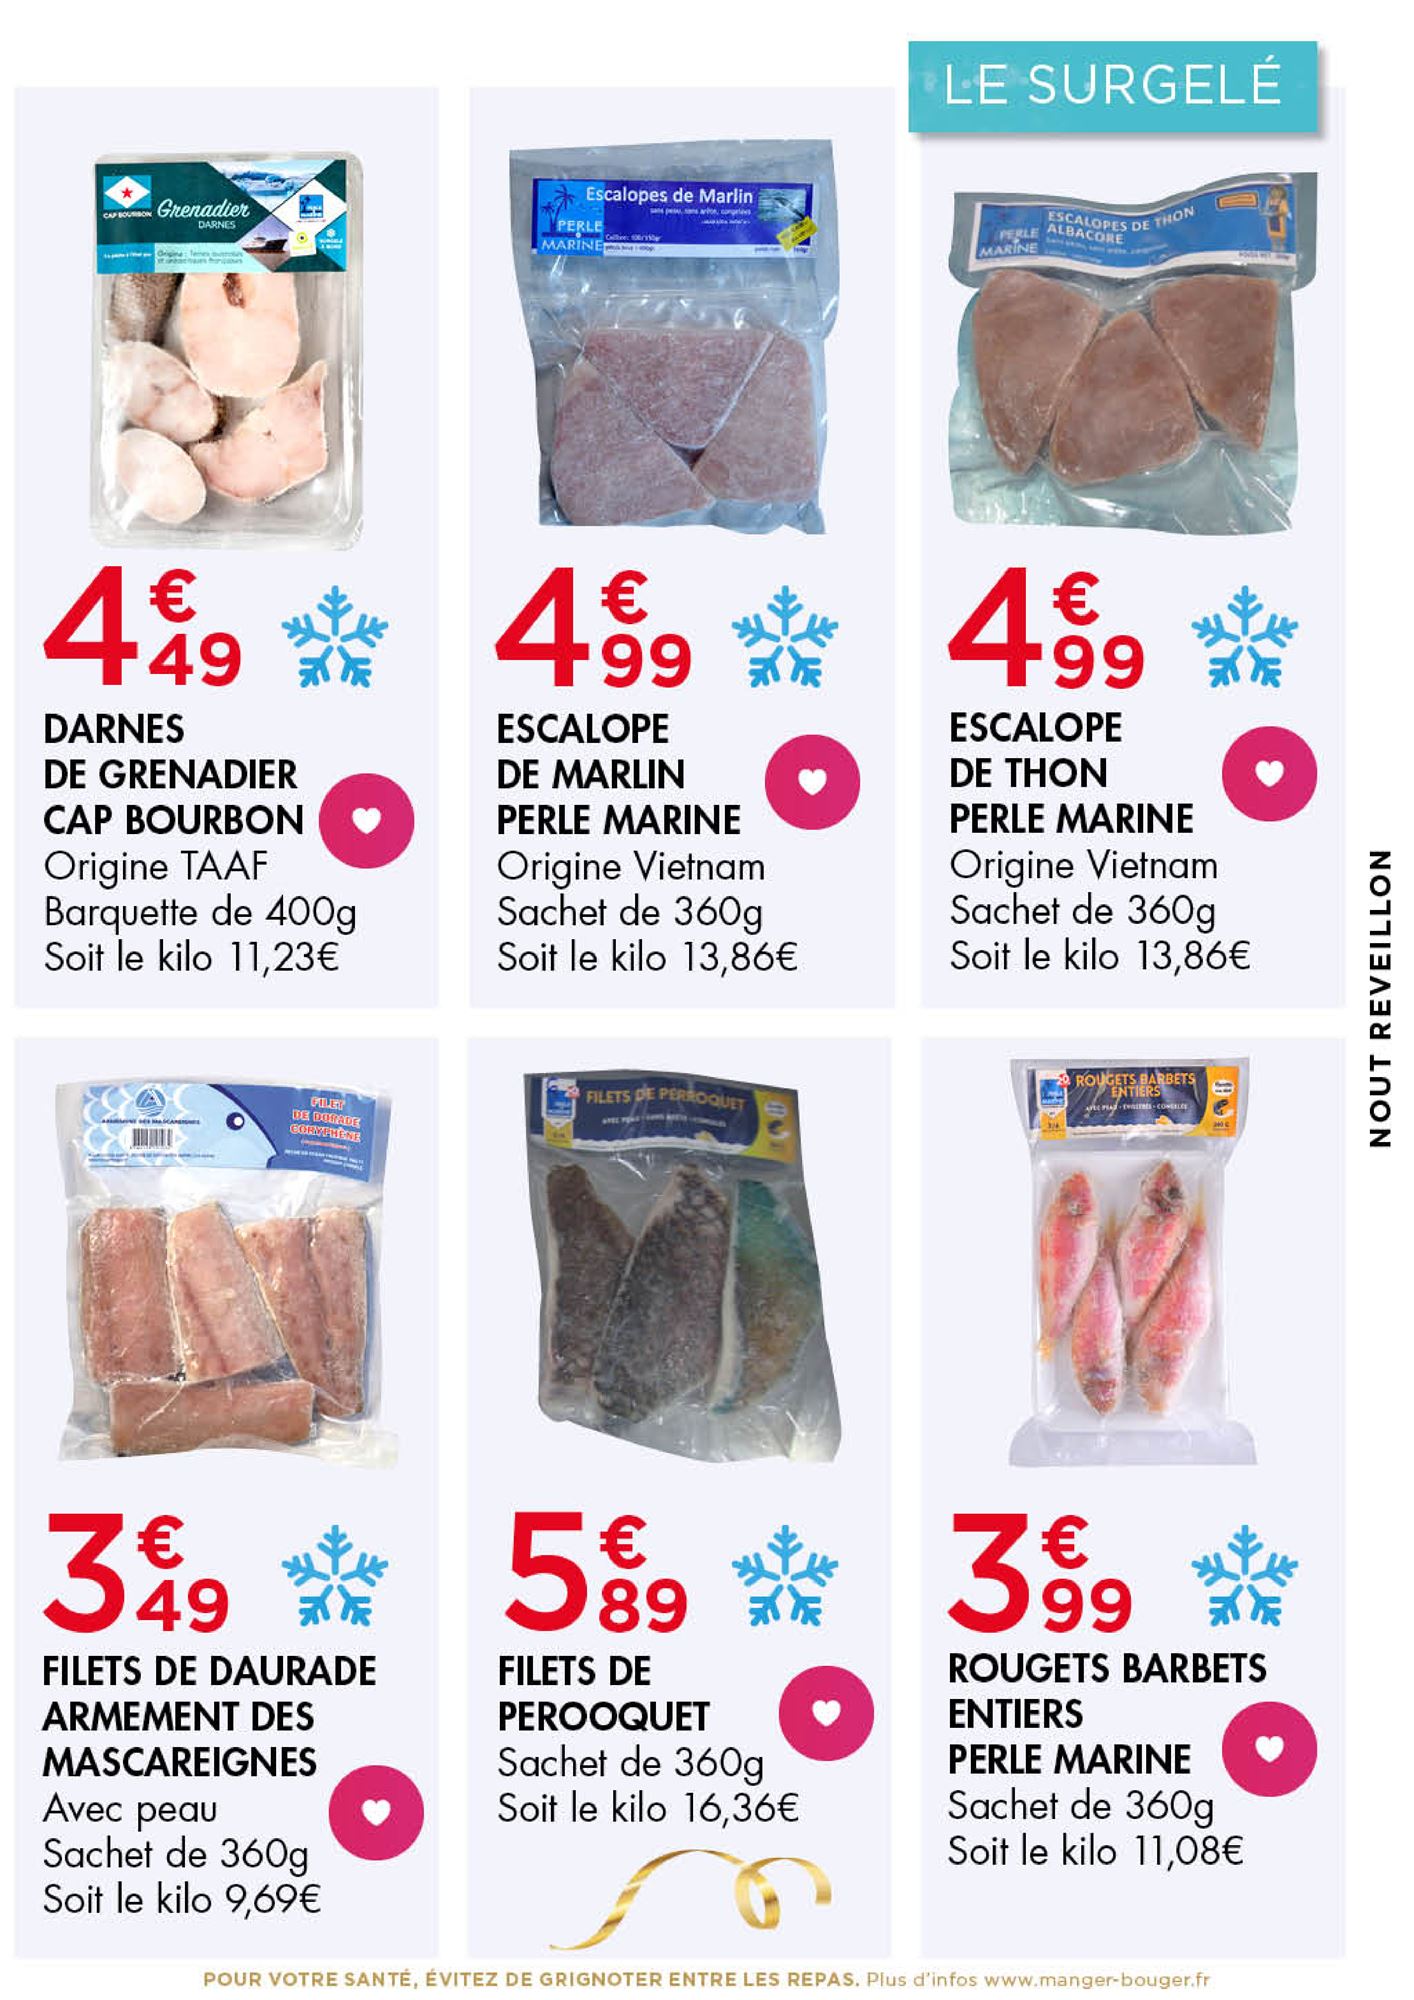 LE SURGELÉ
CAP BOURBON
Grenadier
DARNES
4€49
DARNES
DE GRENADIER
CAP BOURBON
Origine TAAF
Barquette de 400g
Soit le kilo 11,23€
Escalopes de Marlin
PERLE
MARINE
4€99
ESCALOPE
DE MARLIN
PERLE MARINE
Origine Vietnam
Sachet de 360g
Soit le kilo 13,86€
ESCALOPES DE THON
ALBACORE
PERLE
MARINE
4€99
ESCALOPE
DE THON
PERLE MARINE
Origine Vietnam
Sachet de 360g
Soit le kilo 13,86€
NOUT REVEILLON
FILET
DE DORADE
CORYPHÈNE
3€49
FILETS DE DAURADE
ARMEMENT DES
MASCAREIGNES
Avec peau
Sachet de 360g
Soit le kilo 9,69€
FILETS DE PERROQUET
5€89
FILETS DE
PEROOQUET
Sachet de 360g
Soit le kilo 16,36€
ROUGETS BARBETS
ENTIERS
AVEC PEAU - ÉVISCÉRÉS - CONGELÉS
3€99
ROUGETS BARBETS
ENTIERS
PERLE MARINE
Sachet de 360g
Soit le kilo 11,08€
POUR VOTRE SANTÉ, ÉVITEZ DE GRIGNOTER ENTRE LES REPAS. Plus d'infos www.manger-bouger.fr